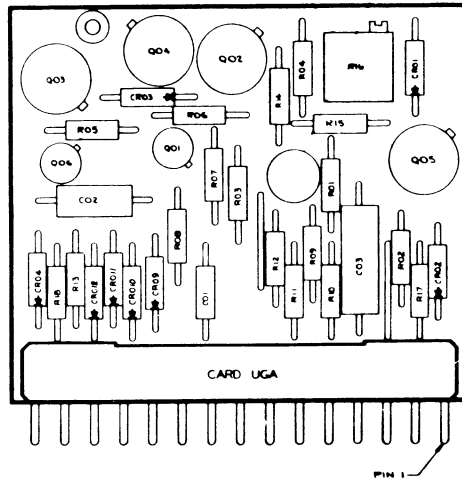 Q04
Q02
Q03
R04
R16
CR01
CR03
R14
R06
R15
R05
Q01
Q05
Q06
R07
R03
R01
C02
R08
CR04
R18
R13
CR12
CR11
CR10
CR09
C01
R12
R11
R09
R10
C03
R02
R17
CR02
CARD UGA
PIN 1